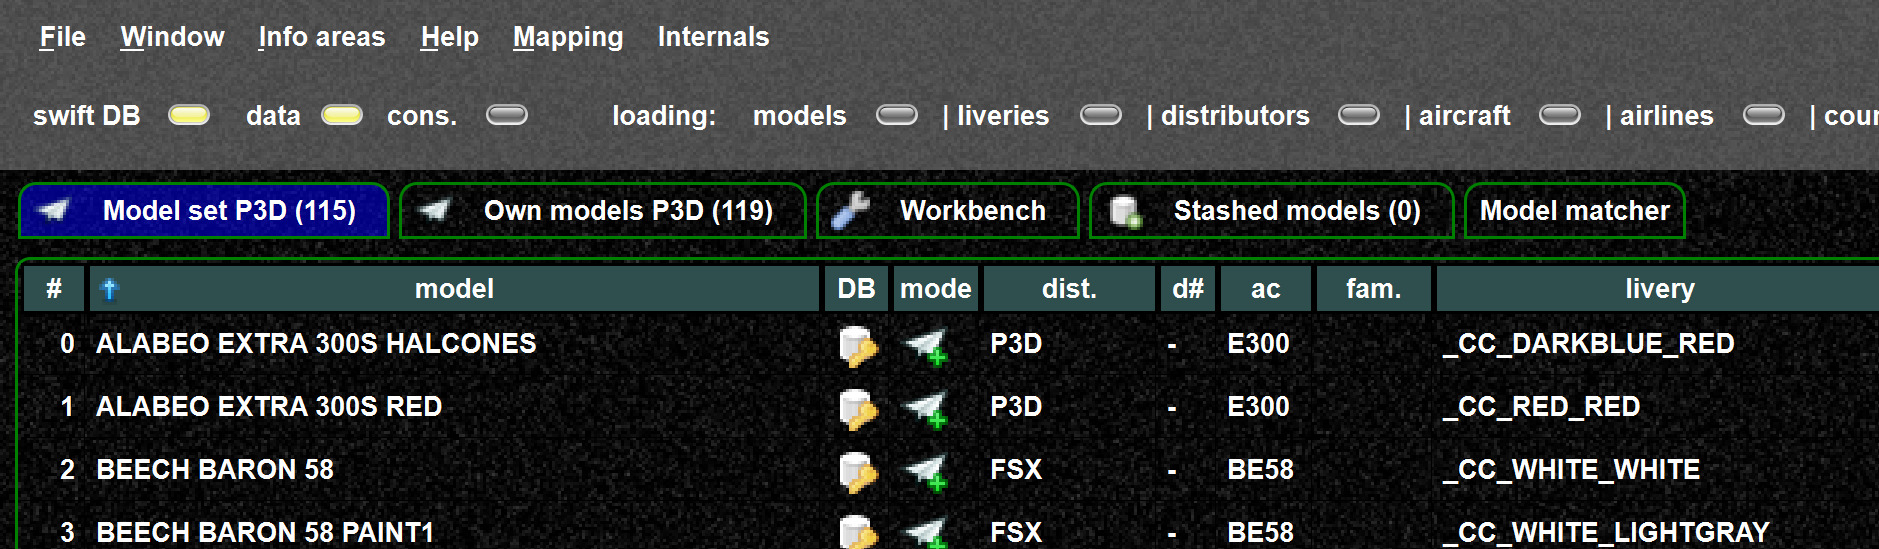 File Window Info areas Help Mapping Internals
swift DB data cons. loading: models | liveries | distributors | aircraft | airlines |
Model set P3D (115) Own models P3D (119) Workbench Stashed models (0) Model matcher
# model DB mode dist. d# ac fam. livery
0 ALABEO EXTRA 300S HALCONES P3D - E300 _CC_DARKBLUE_RED
1 ALABEO EXTRA 300S RED P3D - E300 _CC_RED_RED
2 BEECH BARON 58 FSX - BE58 _CC_WHITE_WHITE
3 BEECH BARON 58 PAINT1 FSX - BE58 _CC_WHITE_LIGHTGRAY